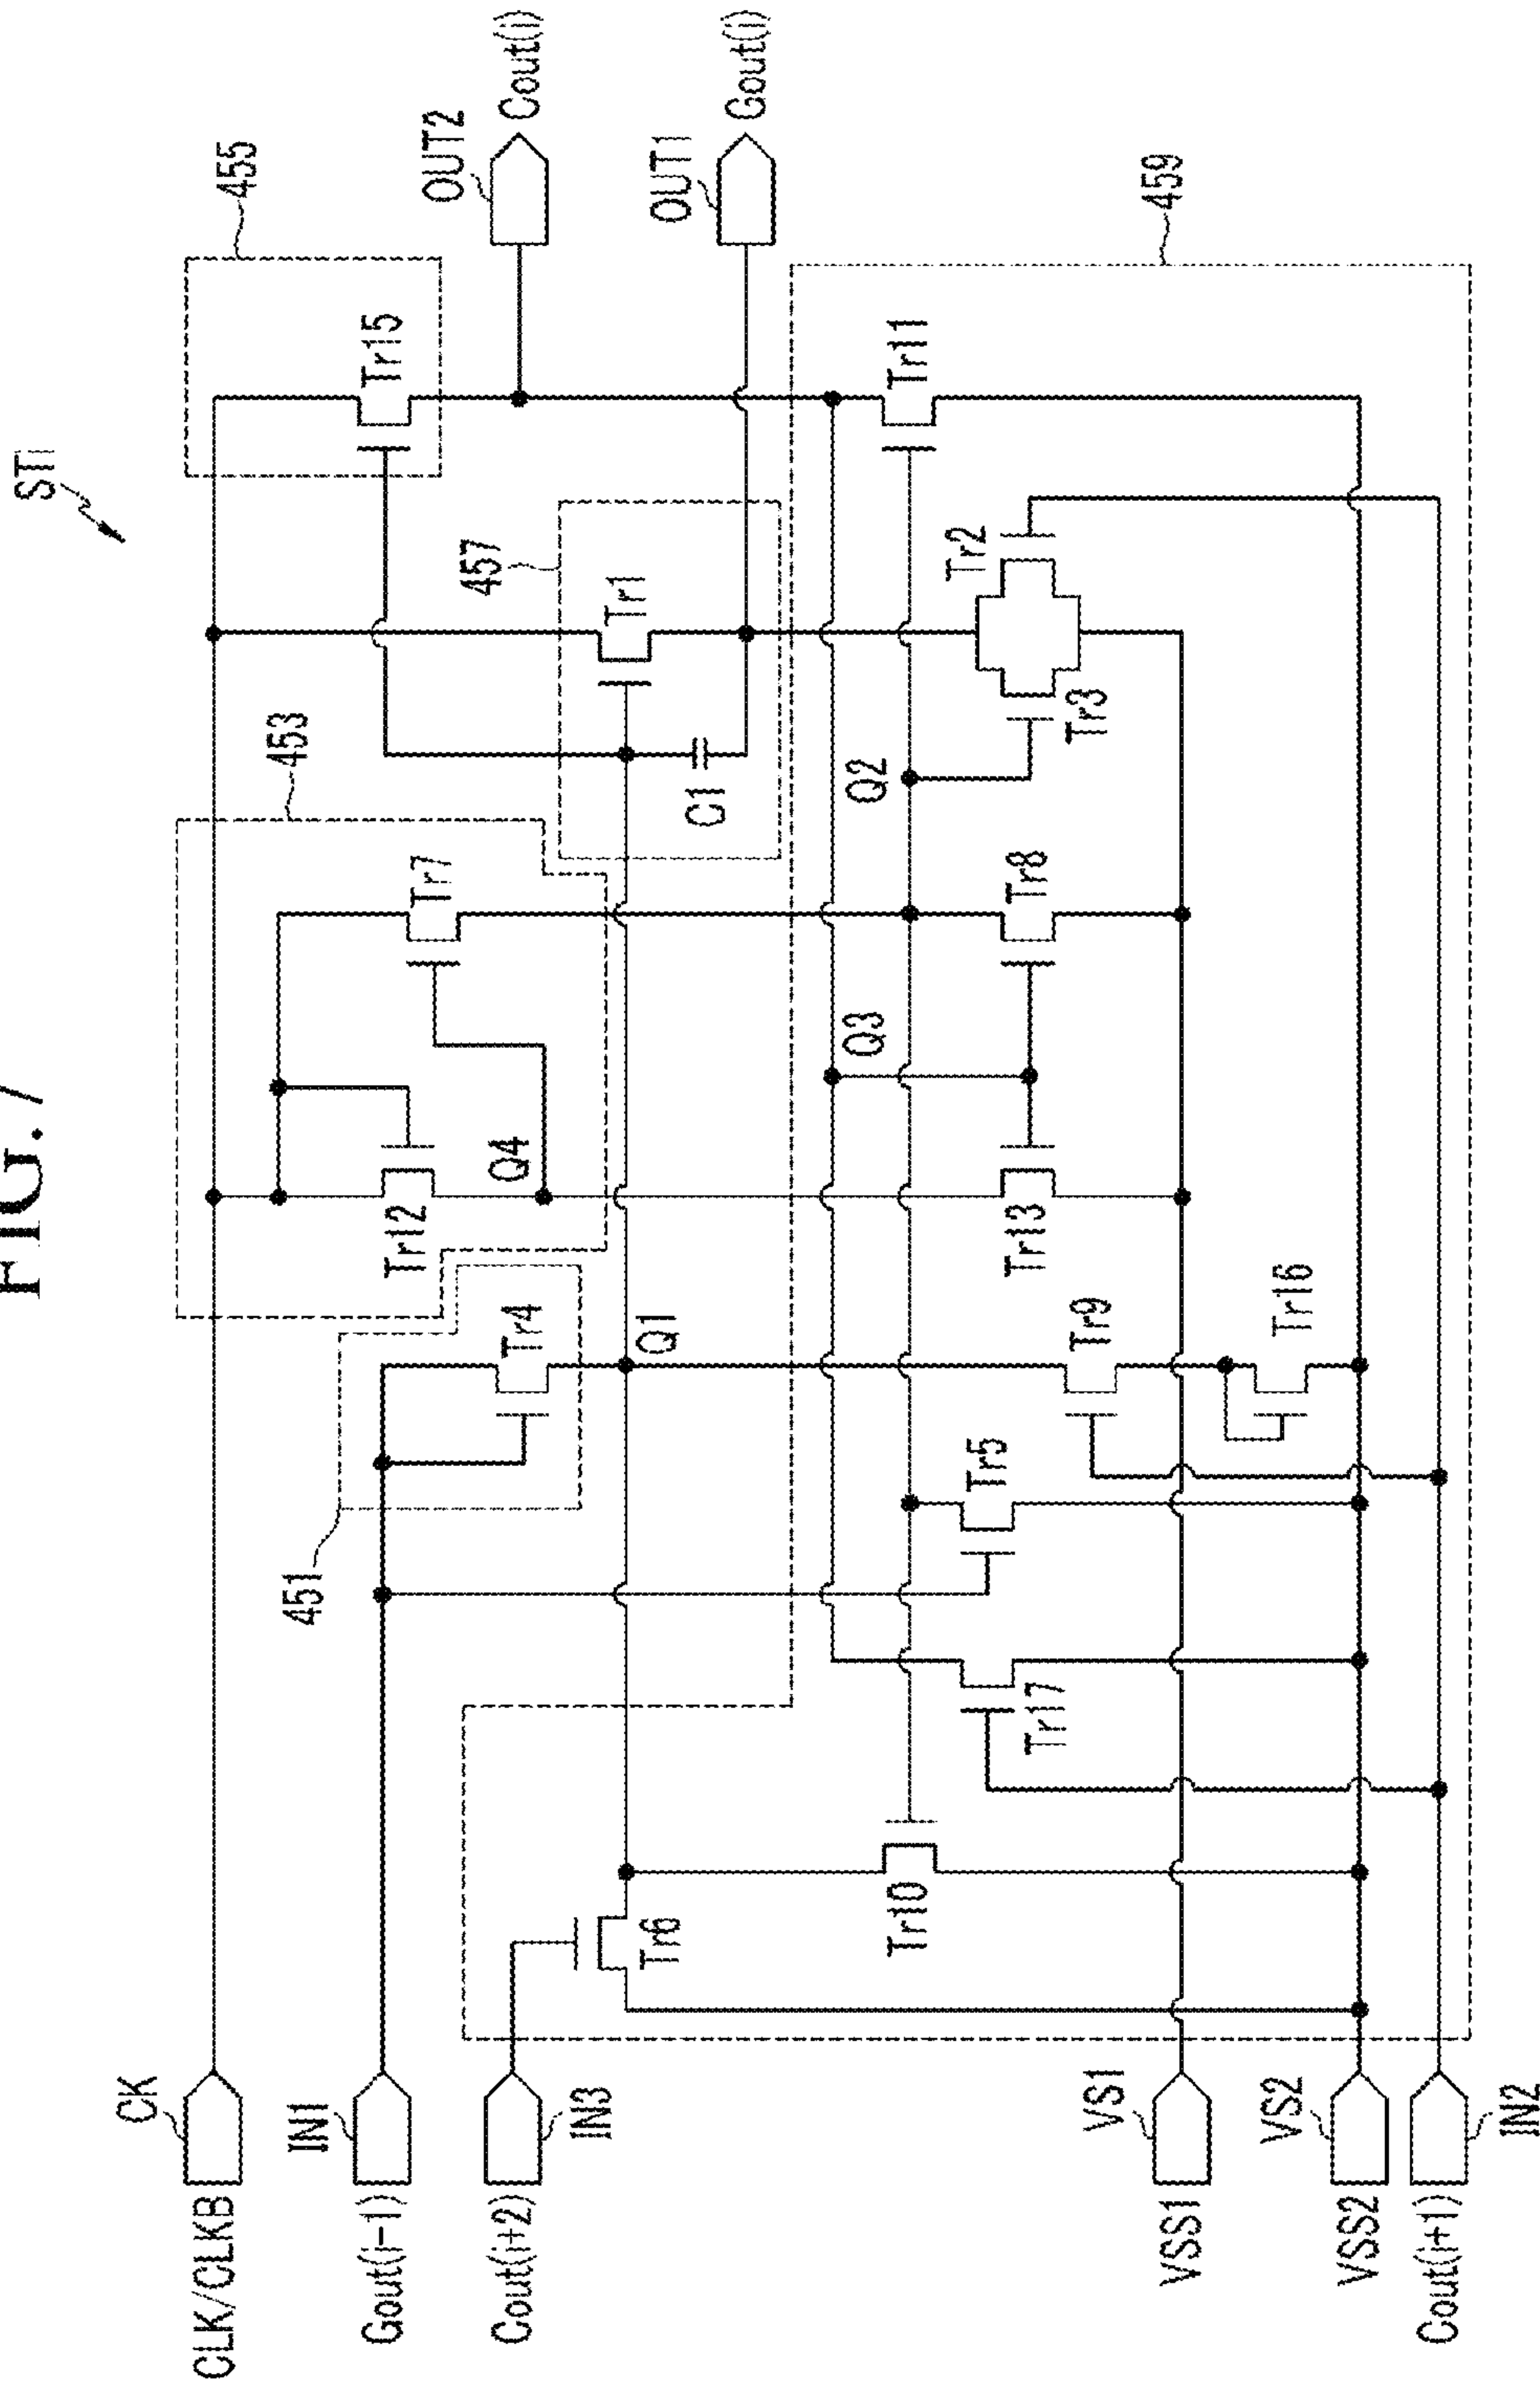 FIG. 7
STi
CK
CLK/CLKB
IN1
Gout(i-1)
Cout(i+2)
IN3
451
Tr4
Q1
453
Tr12
Q4
Tr7
455
Tr15
457
Tr1
C1
OUT2
Cout(i)
OUT1
Gout(i)
459
Tr6
Tr10
Tr17
Tr5
Tr9
Tr16
Tr13
Q3
Tr8
Q2
Tr3
Tr2
Tr11
VS1
VSS1
VS2
VSS2
Cout(i+1)
IN2